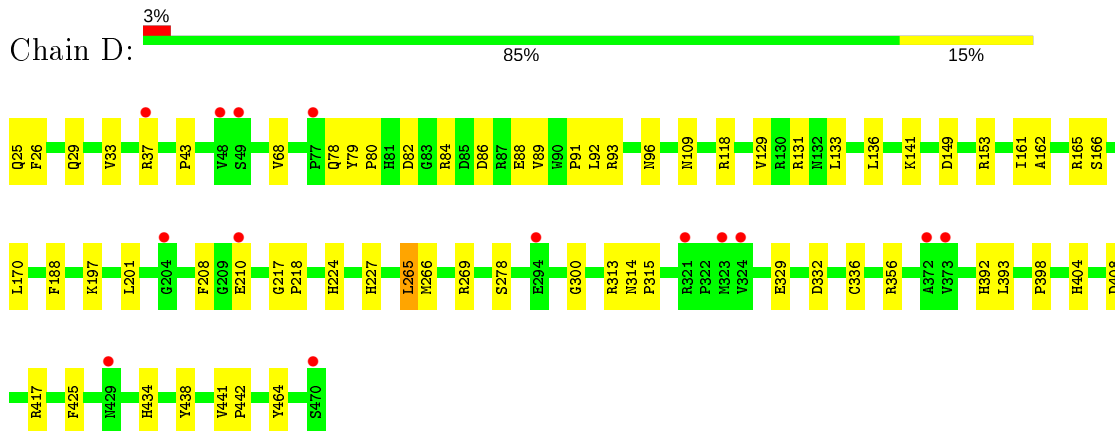 3%
Chain D:
85%
15%
Q25 F26 Q29 V33 R37 P43 V48 S49 V68 P77 Q78 Y79 P80 H81 D82 G83 R84 D85 D86 R87 E88 V89 W90 P91 L92 R93 N96 N109 R118 V129 R130 R131 N132 L133 L136 K141 D149 R153 I161 A162 R165 S166
L170 F188 K197 L201 G204 F208 G209 E210 G217 P218 H224 H227 L265 M266 R269 S278 E294 G300 R313 N314 P315 R321 P322 M323 V324 E329 D332 C336 R356 A372 V373 H392 L393 P398 H404 D408
R417 F425 N429 H434 Y438 V441 P442 Y464 S470